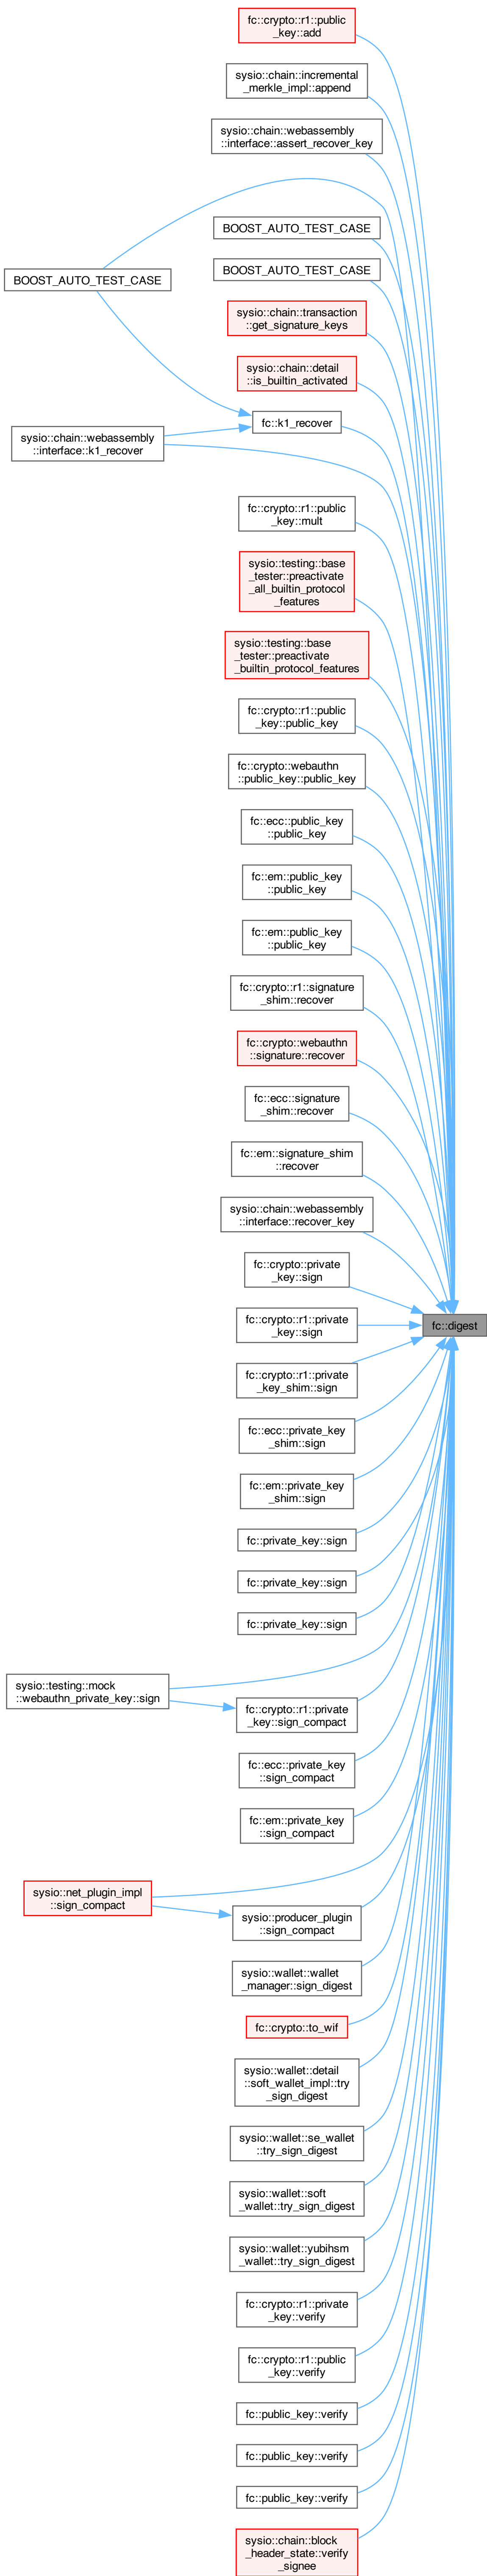 fc::crypto::r1::public
_key::add
sysio::chain::incremental
_merkle_impl::append
sysio::chain::webassembly
::interface::assert_recover_key
BOOST_AUTO_TEST_CASE
BOOST_AUTO_TEST_CASE
BOOST_AUTO_TEST_CASE
sysio::chain::transaction
::get_signature_keys
sysio::chain::detail
::is_builtin_activated
fc::k1_recover
sysio::chain::webassembly
::interface::k1_recover
fc::crypto::r1::public
_key::mult
sysio::testing::base
_tester::preactivate
_all_builtin_protocol
_features
sysio::testing::base
_tester::preactivate
_builtin_protocol_features
fc::crypto::r1::public
_key::public_key
fc::crypto::webauthn
::public_key::public_key
fc::ecc::public_key
::public_key
fc::em::public_key
::public_key
fc::em::public_key
::public_key
fc::crypto::r1::signature
_shim::recover
fc::crypto::webauthn
::signature::recover
fc::ecc::signature
_shim::recover
fc::em::signature_shim
::recover
sysio::chain::webassembly
::interface::recover_key
fc::crypto::private
_key::sign
fc::digest
fc::crypto::r1::private
_key::sign
fc::crypto::r1::private
_key_shim::sign
fc::ecc::private_key
_shim::sign
fc::em::private_key
_shim::sign
fc::private_key::sign
fc::private_key::sign
fc::private_key::sign
sysio::testing::mock
::webauthn_private_key::sign
fc::crypto::r1::private
_key::sign_compact
fc::ecc::private_key
::sign_compact
fc::em::private_key
::sign_compact
sysio::net_plugin_impl
::sign_compact
sysio::producer_plugin
::sign_compact
sysio::wallet::wallet
_manager::sign_digest
fc::crypto::to_wif
sysio::wallet::detail
::soft_wallet_impl::try
_sign_digest
sysio::wallet::se_wallet
::try_sign_digest
sysio::wallet::soft
_wallet::try_sign_digest
sysio::wallet::yubihsm
_wallet::try_sign_digest
fc::crypto::r1::private
_key::verify
fc::crypto::r1::public
_key::verify
fc::public_key::verify
fc::public_key::verify
fc::public_key::verify
sysio::chain::block
_header_state::verify
_signee